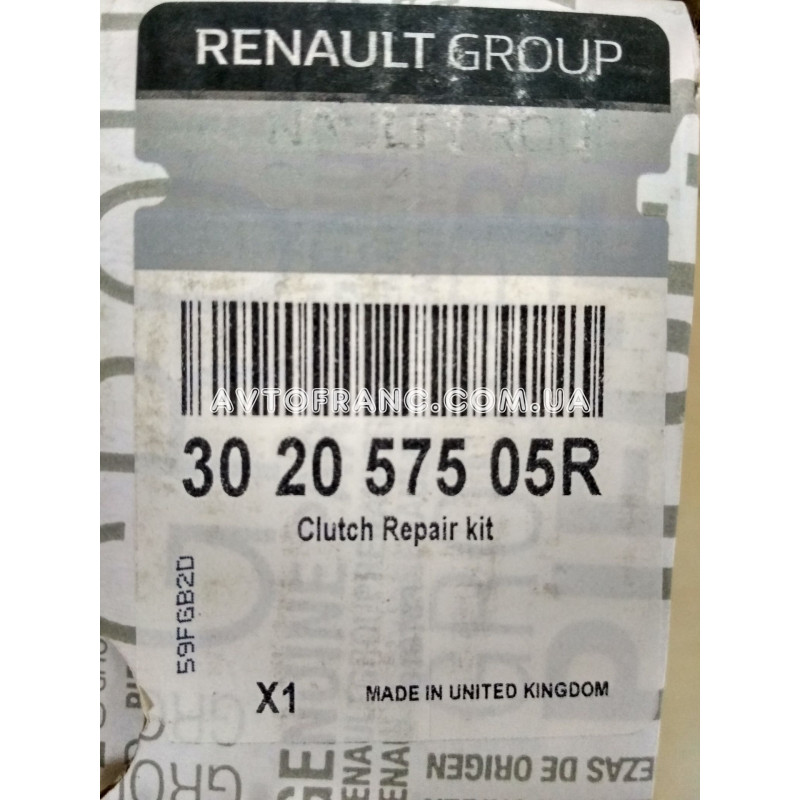 RENAULT GROUP
AVTOFRANC.COM.UA
30 20 575 05R
Clutch Repair kit
59FGB2D
X1
MADE IN UNITED KINGDOM
EZAS DE ORIGEN